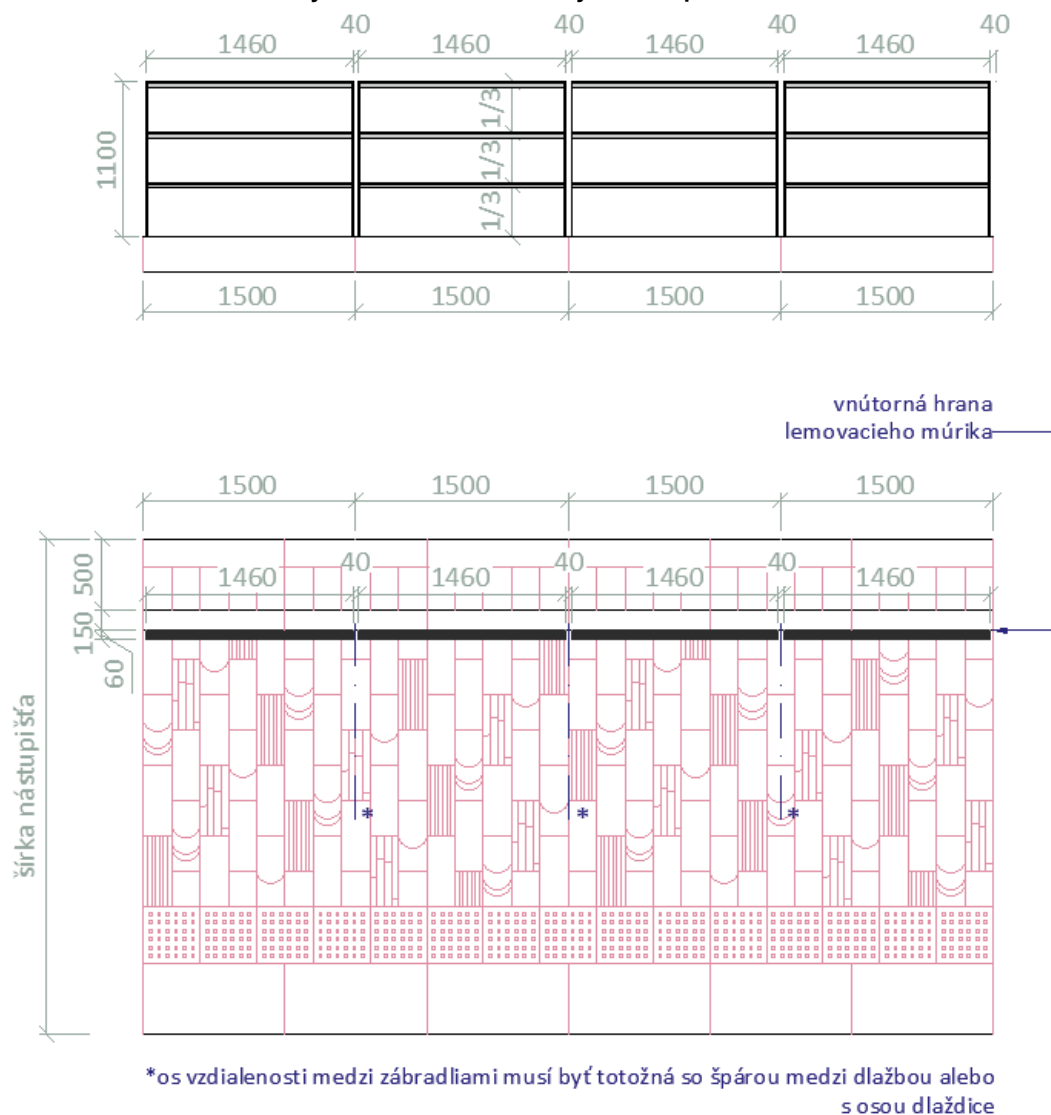 40 40 40 40
1460 1460 1460 1460
1100
1/3
1/3
1/3
1500 1500 1500 1500
vnútorná hrana
lemovacieho múrika
1500 1500 1500 1500
40 40 40
1460 1460 1460 1460
500
150
60
šírka nástupišťa
* * *
*os vzdialenosti medzi zábradliami musí byť totožná so špárou medzi dlažbou alebo
s osou dlaždice